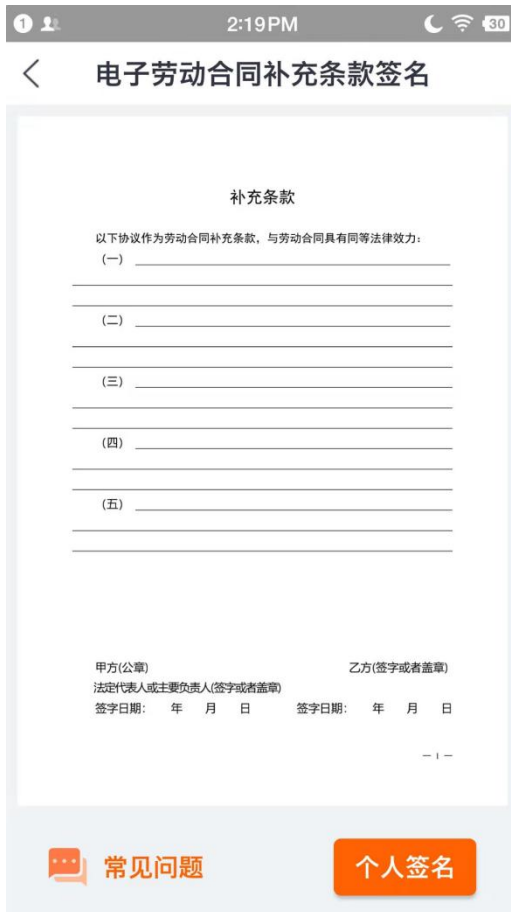 1 2:19PM 30
电子劳动合同补充条款签名
补充条款
以下协议作为劳动合同补充条款，与劳动合同具有同等法律效力：
(一)
(二)
(三)
(四)
(五)
甲方(公章) 乙方(签字或者盖章)
法定代表人或主要负责人(签字或者盖章)
签字日期： 年 月 日 签字日期： 年 月 日
— 1 —
常见问题 个人签名